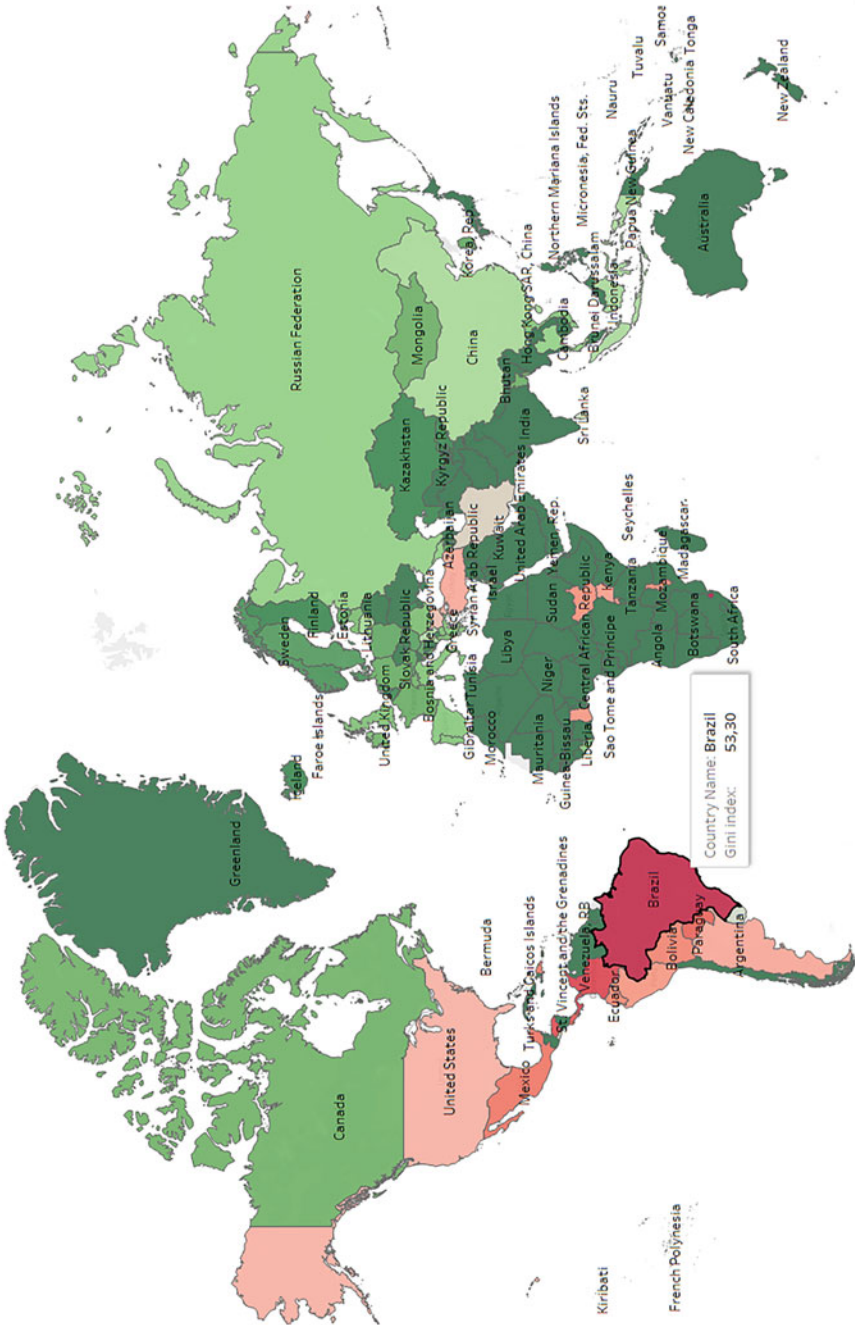 Greenland
Iceland
Faroe Islands
Sweden
Finland
Estonia
Lithuania
Russian Federation
Canada
United Kingdom
Slovak Republic
Bosnia and Herzegovina
Kazakhstan
Mongolia
United States
Gibraltar
Tunisia
Greece
Azerbaijan
Kyrgyz Republic
China
Korea, Rep.
Bermuda
Morocco
Libya
Israel
Syrian Arab Republic
Kuwait
United Arab Emirates
India
Bhutan
Hong Kong SAR, China
Northern Mariana Islands
Mexico
Turks and Caicos Islands
St. Vincent and the Grenadines
Mauritania
Niger
Sudan
Yemen, Rep.
Cambodia
Micronesia, Fed. Sts.
Guinea-Bissau
Liberia
Central African Republic
Venezuela, RB
Sri Lanka
Brunei Darussalam
Nauru
Kiribati
Ecuador
Sao Tome and Principe
Kenya
Seychelles
Indonesia
Tuvalu
Brazil
Tanzania
Papua New Guinea
Samoa
French Polynesia
Bolivia
Angola
Mozambique
Madagascar
Vanuatu
Paraguay
Botswana
Australia
New Caledonia
Tonga
Argentina
South Africa
New Zealand
Country Name: Brazil
Gini index: 53,30